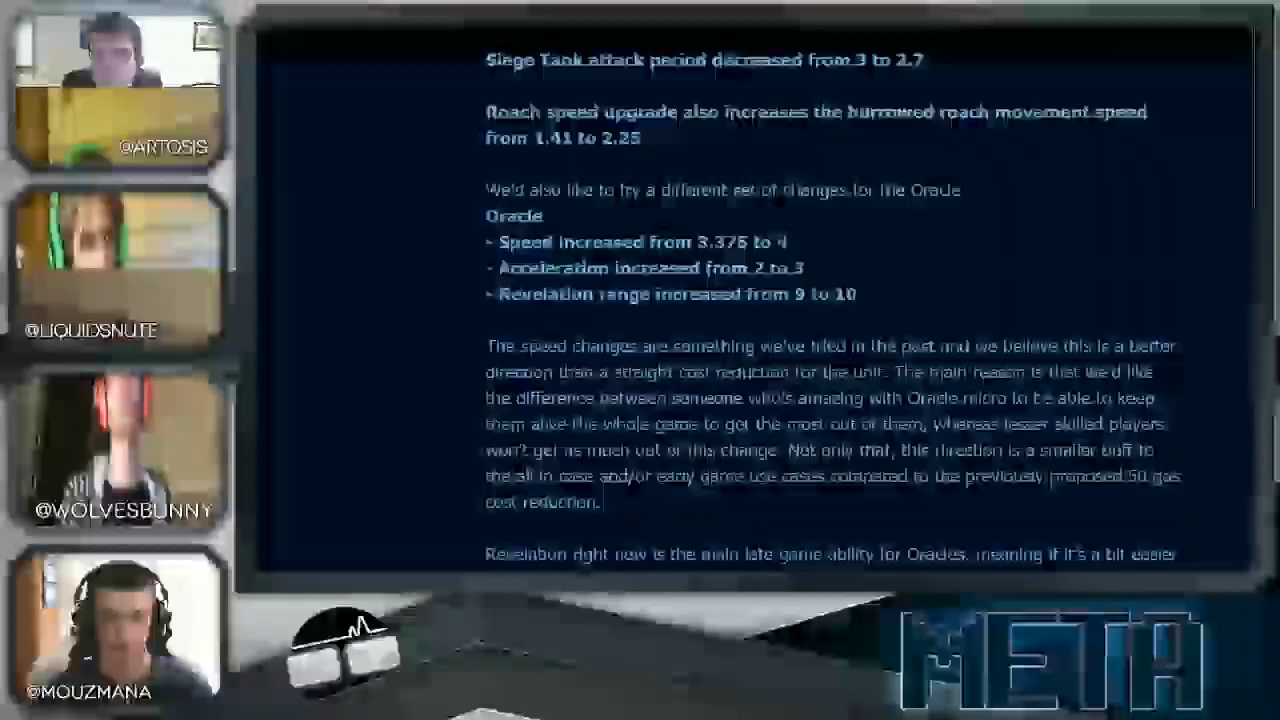 Siege Tank attack period decreased from 3 to 2.7
Roach speed upgrade also increases the burrowed roach movement speed
from 1.41 to 2.25
We'd also like to try a different set of changes for the Oracle
Oracle
- Speed increased from 3.375 to 4
- Acceleration increased from 2 to 3
- Revelation range increased from 9 to 10
The speed changes are something we've tried in the past and we believe this is a better
direction than a straight cost reduction for the unit. The main reason is that we'd like
the difference between someone who's amazing with Oracle micro to be able to keep
them alive the whole game to get the most out of them, whereas lesser skilled players
won't get as much out of this change. Not only that, this direction is a smaller buff to
the all in case and/or early game use cases compared to the previously proposed 50 gas
cost reduction.
Revelation right now is the main late game ability for Oracles, meaning if it's a bit easier
@ARTOSIS
@LIQUIDSNUTE
@WOLVESBUNNY
@MOUZMANA
META